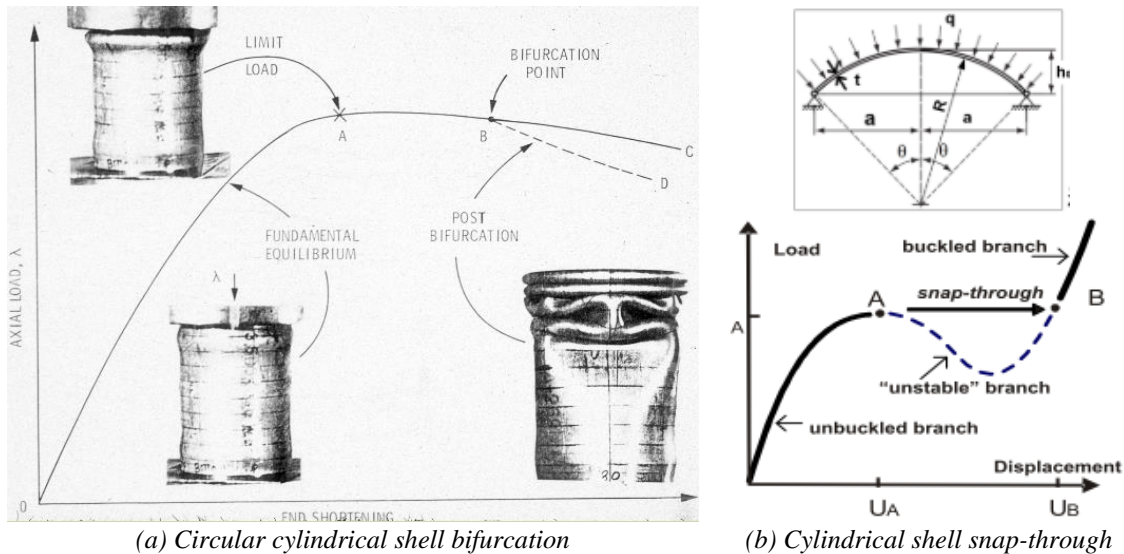 LIMIT
LOAD
BIFURCATION
POINT
A
B
C
D
FUNDAMENTAL
EQUILIBRIUM
POST
BIFURCATION
λ
AXIAL LOAD, λ
0
END SHORTENING
(a) Circular cylindrical shell bifurcation
q
t
R
a
a
θ
θ
Load
buckled branch
A
snap-through
B
A
"unstable" branch
unbuckled branch
Displacement
UA
UB
(b) Cylindrical shell snap-through